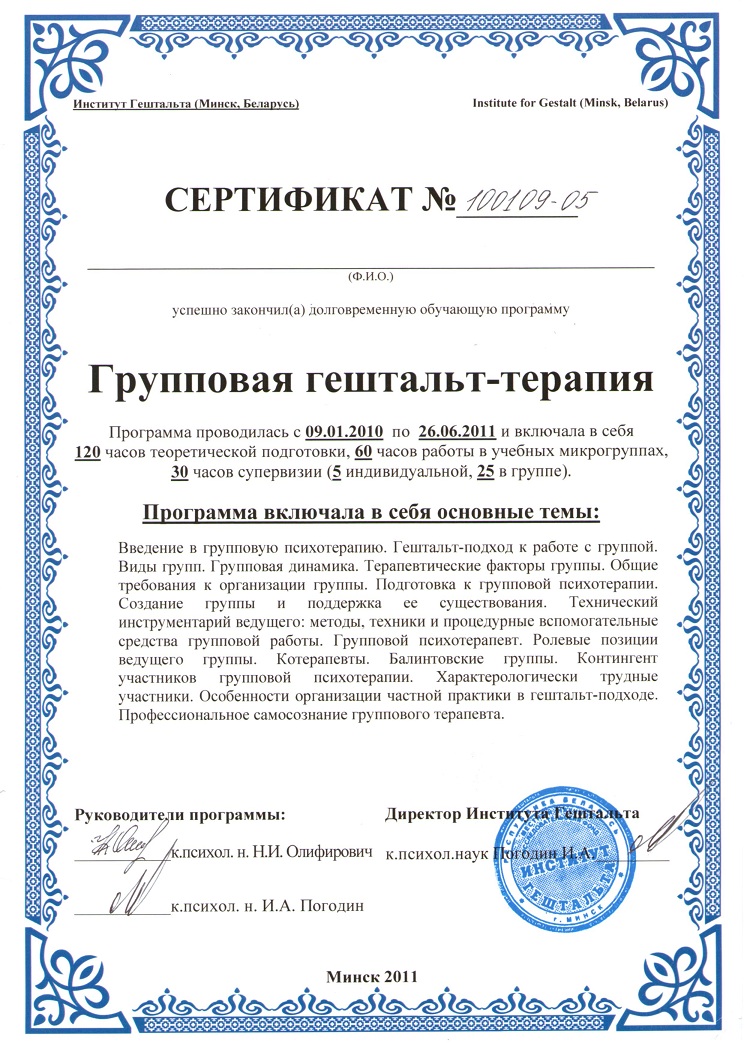 Институт Гештальта (Минск, Беларусь)
Institute for Gestalt (Minsk, Belarus)
СЕРТИФИКАТ № 100109-05
(Ф.И.О.)
успешно закончил(а) долговременную обучающую программу
Групповая гештальт-терапия
Программа проводилась с 09.01.2010 по 26.06.2011 и включала в себя
120 часов теоретической подготовки, 60 часов работы в учебных микрогруппах,
30 часов супервизии (5 индивидуальной, 25 в группе).
Программа включала в себя основные темы:
Введение в групповую психотерапию. Гештальт-подход к работе с группой.
Виды групп. Групповая динамика. Терапевтические факторы группы. Общие
требования к организации группы. Подготовка к групповой психотерапии.
Создание группы и поддержка ее существования. Технический
инструментарий ведущего: методы, техники и процедурные вспомогательные
средства групповой работы. Групповой психотерапевт. Ролевые позиции
ведущего группы. Котерапевты. Балинтовские группы. Контингент
участников групповой психотерапии. Характерологически трудные
участники. Особенности организации частной практики в гештальт-подходе.
Профессиональное самосознание группового терапевта.
Руководители программы:
к.психол. н. Н.И. Олифирович
к.психол. н. И.А. Погодин
Директор Института Гештальта
к.психол.наук Погодин И.А.
РЕСПУБЛИКА БЕЛАРУСЬ
ИНСТИТУТ
ГЕШТАЛЬТА
г. МИНСК
Минск 2011